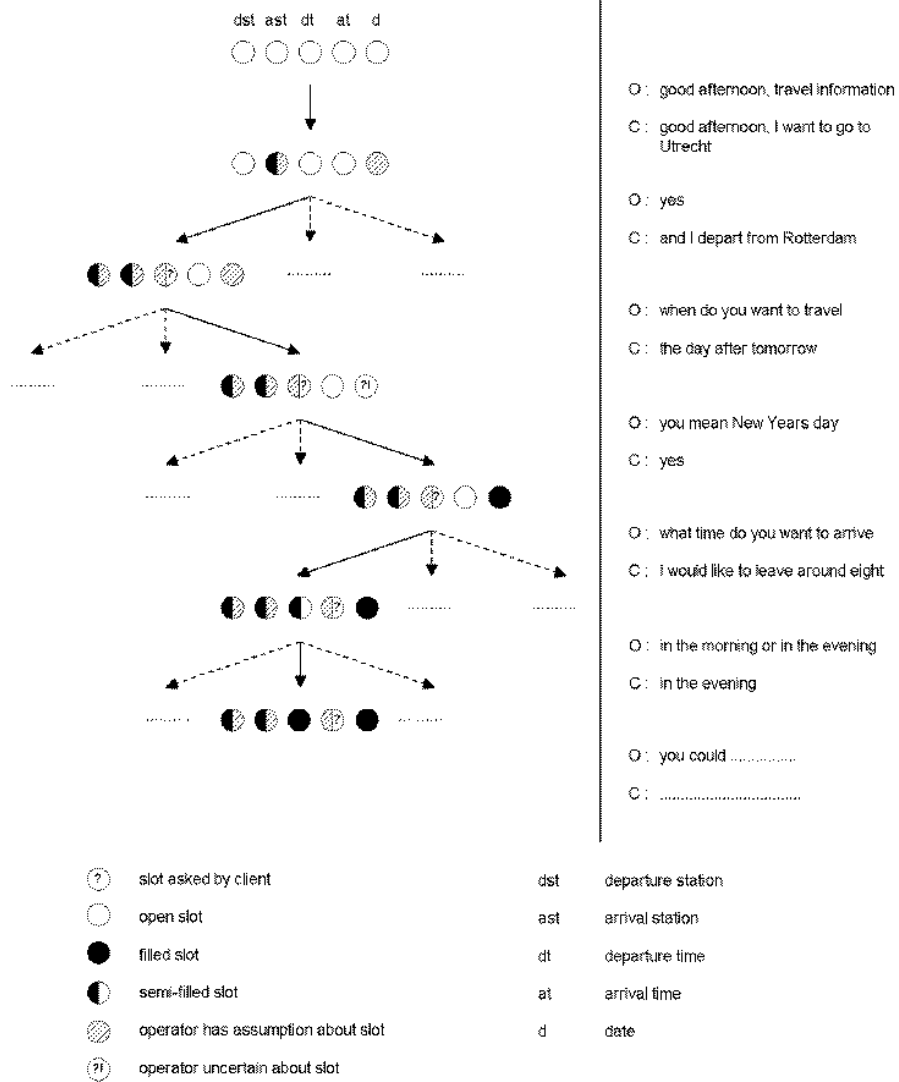 dst ast dt at d
O : good afternoon, travel information
C : good afternoon, I want to go to
Utrecht
O : yes
C : and I depart from Rotterdam
?
O : when do you want to travel
C : the day after tomorrow
? ?!
O : you mean New Years day
C : yes
?
O : what time do you want to arrive
C : I would like to leave around eight
?
O : in the morning or in the evening
C : in the evening
?
O : you could ................
C : ..................................
? slot asked by client
open slot
filled slot
semi-filled slot
operator has assumption about slot
?! operator uncertain about slot
dst departure station
ast arrival station
dt departure time
at arrival time
d date